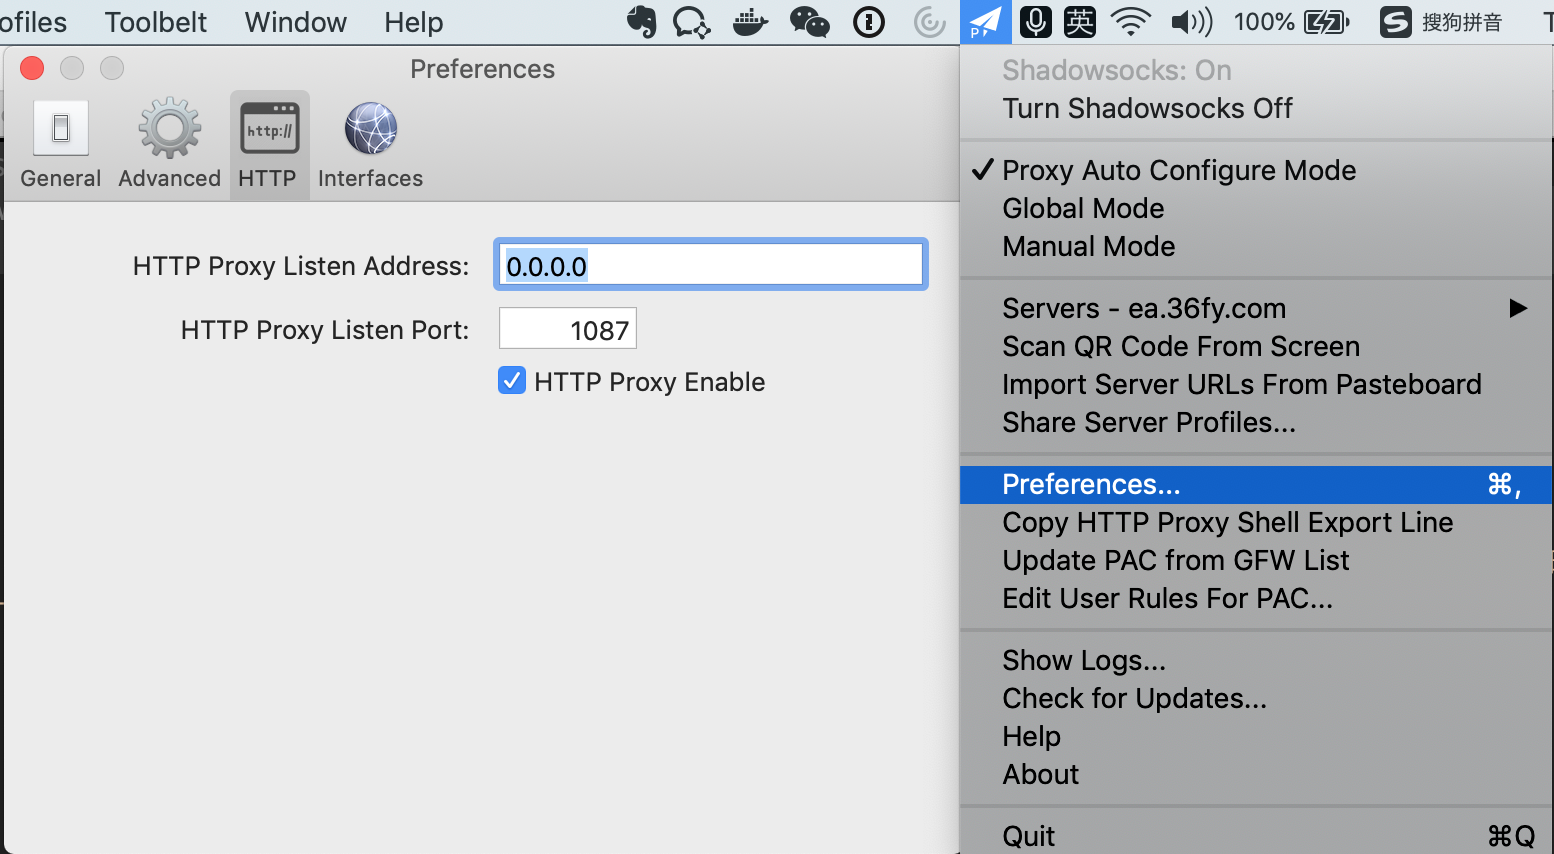 ofiles Toolbelt Window Help 英 100% 搜狗拼音
Preferences
General Advanced http:// HTTP Interfaces
HTTP Proxy Listen Address: 0.0.0.0
HTTP Proxy Listen Port: 1087
HTTP Proxy Enable
P
Shadowsocks: On
Turn Shadowsocks Off
Proxy Auto Configure Mode
Global Mode
Manual Mode
Servers - ea.36fy.com
Scan QR Code From Screen
Import Server URLs From Pasteboard
Share Server Profiles...
Preferences... ⌘,
Copy HTTP Proxy Shell Export Line
Update PAC from GFW List
Edit User Rules For PAC...
Show Logs...
Check for Updates...
Help
About
Quit ⌘Q